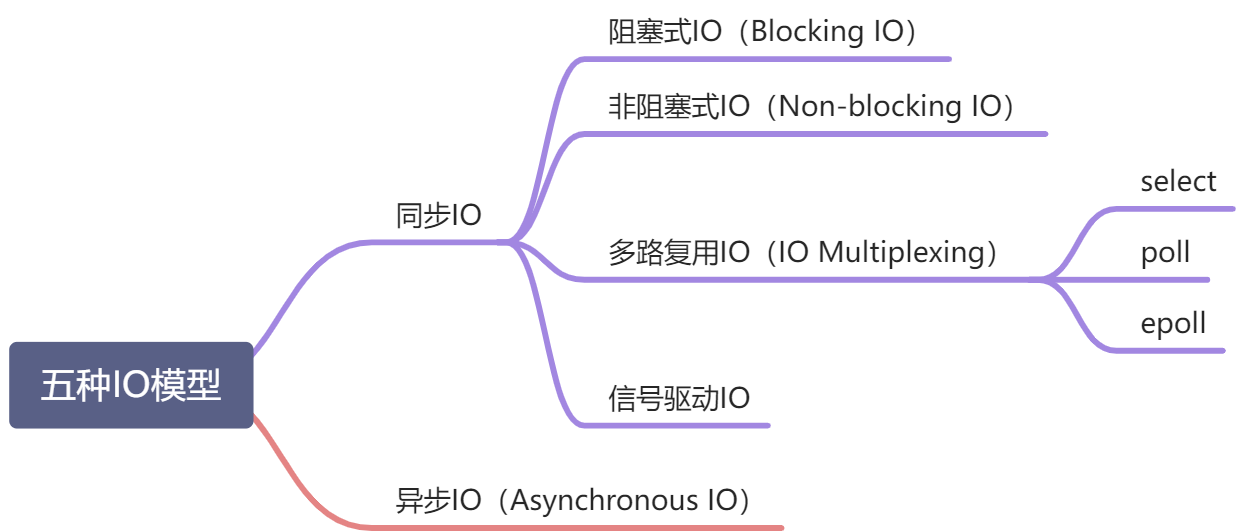 五种IO模型
同步IO
阻塞式IO（Blocking IO）
非阻塞式IO（Non-blocking IO）
多路复用IO（IO Multiplexing）
select
poll
epoll
信号驱动IO
异步IO（Asynchronous IO）